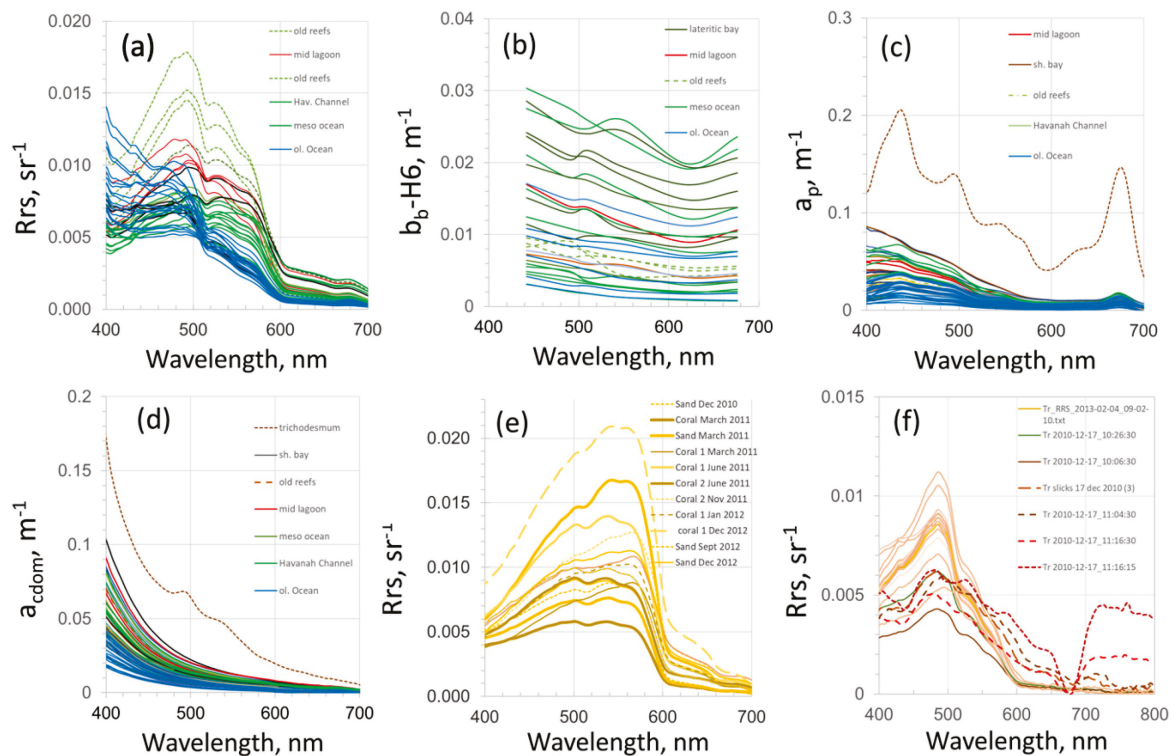 (a)
Rrs, sr-1
0.020
0.015
0.010
0.005
0.000
400 500 600 700
Wavelength, nm
old reefs
mid lagoon
old reefs
Hav. Channel
meso ocean
ol. Ocean
(b)
bb-H6, m-1
0.04
0.03
0.02
0.01
0
400 500 600 700
Wavelength, nm
lateritic bay
mid lagoon
old reefs
meso ocean
ol. Ocean
(c)
ap, m-1
0.3
0.2
0.1
0
400 500 600 700
Wavelength, nm
mid lagoon
sh. bay
old reefs
Havanah Channel
ol. Ocean
(d)
acdom, m-1
0.2
0.15
0.1
0.05
0
400 500 600 700
Wavelength, nm
trichodesmum
sh. bay
old reefs
mid lagoon
meso ocean
Havanah Channel
ol. Ocean
(e)
Rrs, sr-1
0.020
0.015
0.010
0.005
0.000
400 500 600 700
Wavelength, nm
Sand Dec 2010
Coral March 2011
Sand March 2011
Coral 1 March 2011
Coral 1 June 2011
Coral 2 June 2011
Coral 2 Nov 2011
Coral 1 Jan 2012
coral 1 Dec 2012
Sand Sept 2012
Sand Dec 2012
(f)
Rrs, sr-1
0.015
0.01
0.005
0
400 500 600 700 800
Wavelength, nm
Tr_RRS_2013-02-04_09-02-
10.txt
Tr 2010-12-17_10:26:30
Tr 2010-12-17_10:06:30
Tr slicks 17 dec 2010 (3)
Tr 2010-12-17_11:04:30
Tr 2010-12-17_11:16:30
Tr 2010-12-17_11:16:15